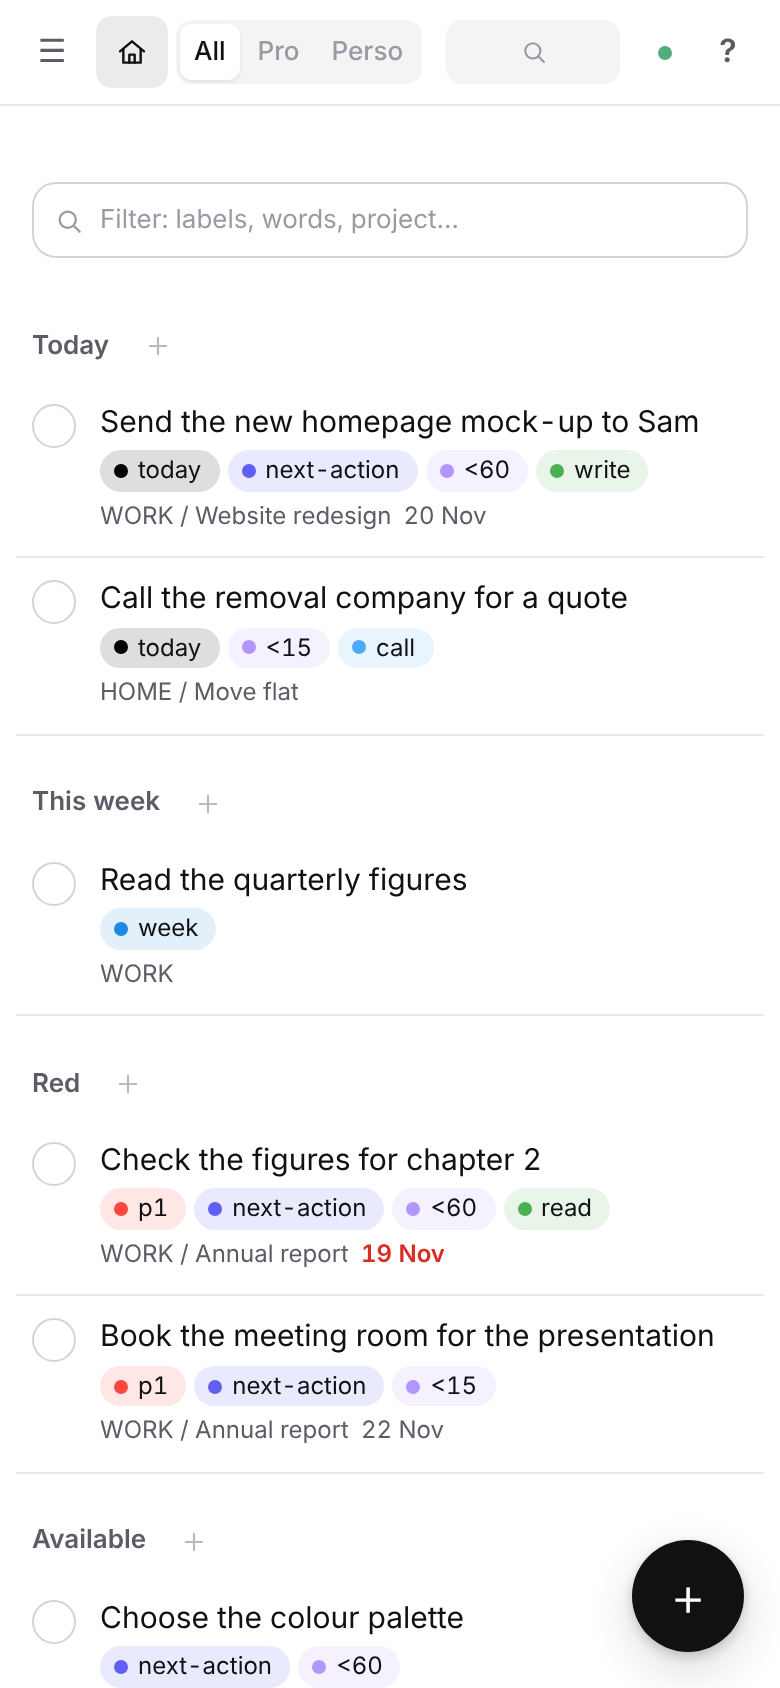 All Pro Perso ?
Filter: labels, words, project...
Today +
Send the new homepage mock-up to Sam
today next-action <60 write
WORK / Website redesign 20 Nov
Call the removal company for a quote
today <15 call
HOME / Move flat
This week +
Read the quarterly figures
week
WORK
Red +
Check the figures for chapter 2
p1 next-action <60 read
WORK / Annual report 19 Nov
Book the meeting room for the presentation
p1 next-action <15
WORK / Annual report 22 Nov
Available +
Choose the colour palette
next-action <60
+